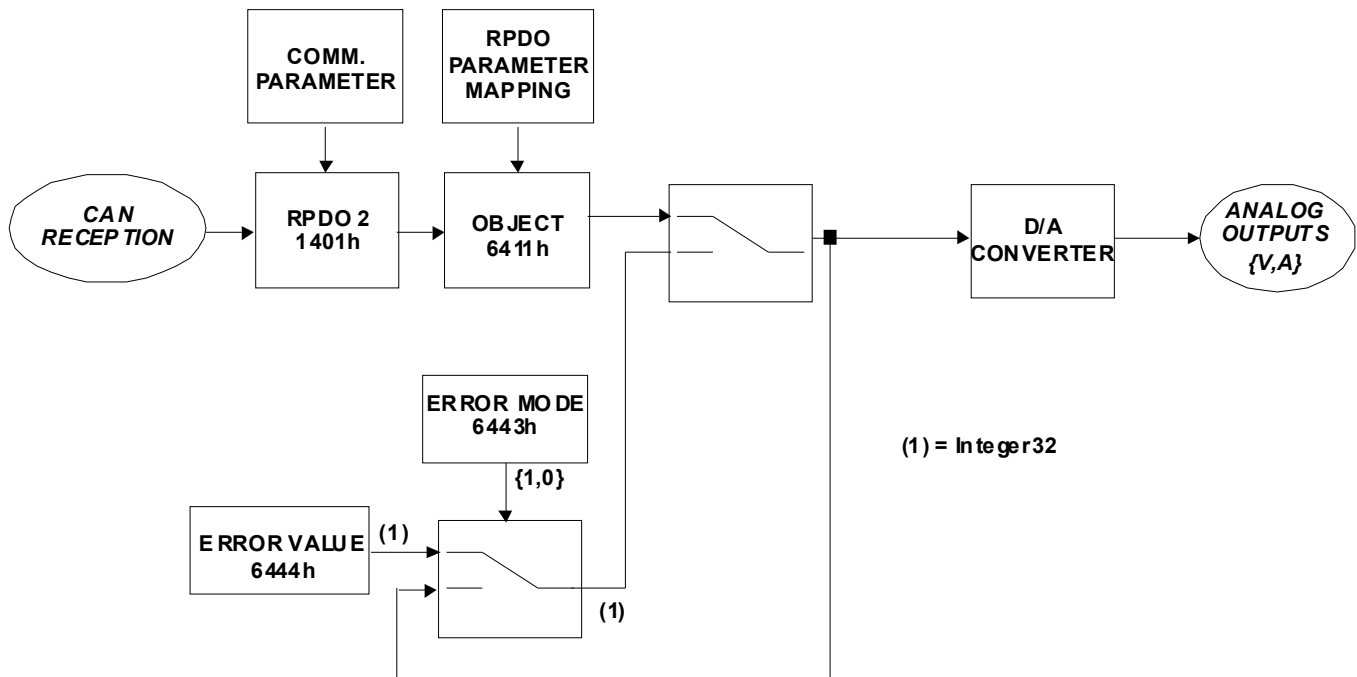 COMM.
PARAMETER
RPDO
PARAMETER
MAPPING
CAN
RECEPTION
RPDO 2
1401h
OBJECT
6411h
D/A
CONVERTER
ANALOG
OUTPUTS
{V,A}
ERROR MODE
6443h
{1,0}
(1) = Integer32
ERROR VALUE
6444h
(1)
(1)